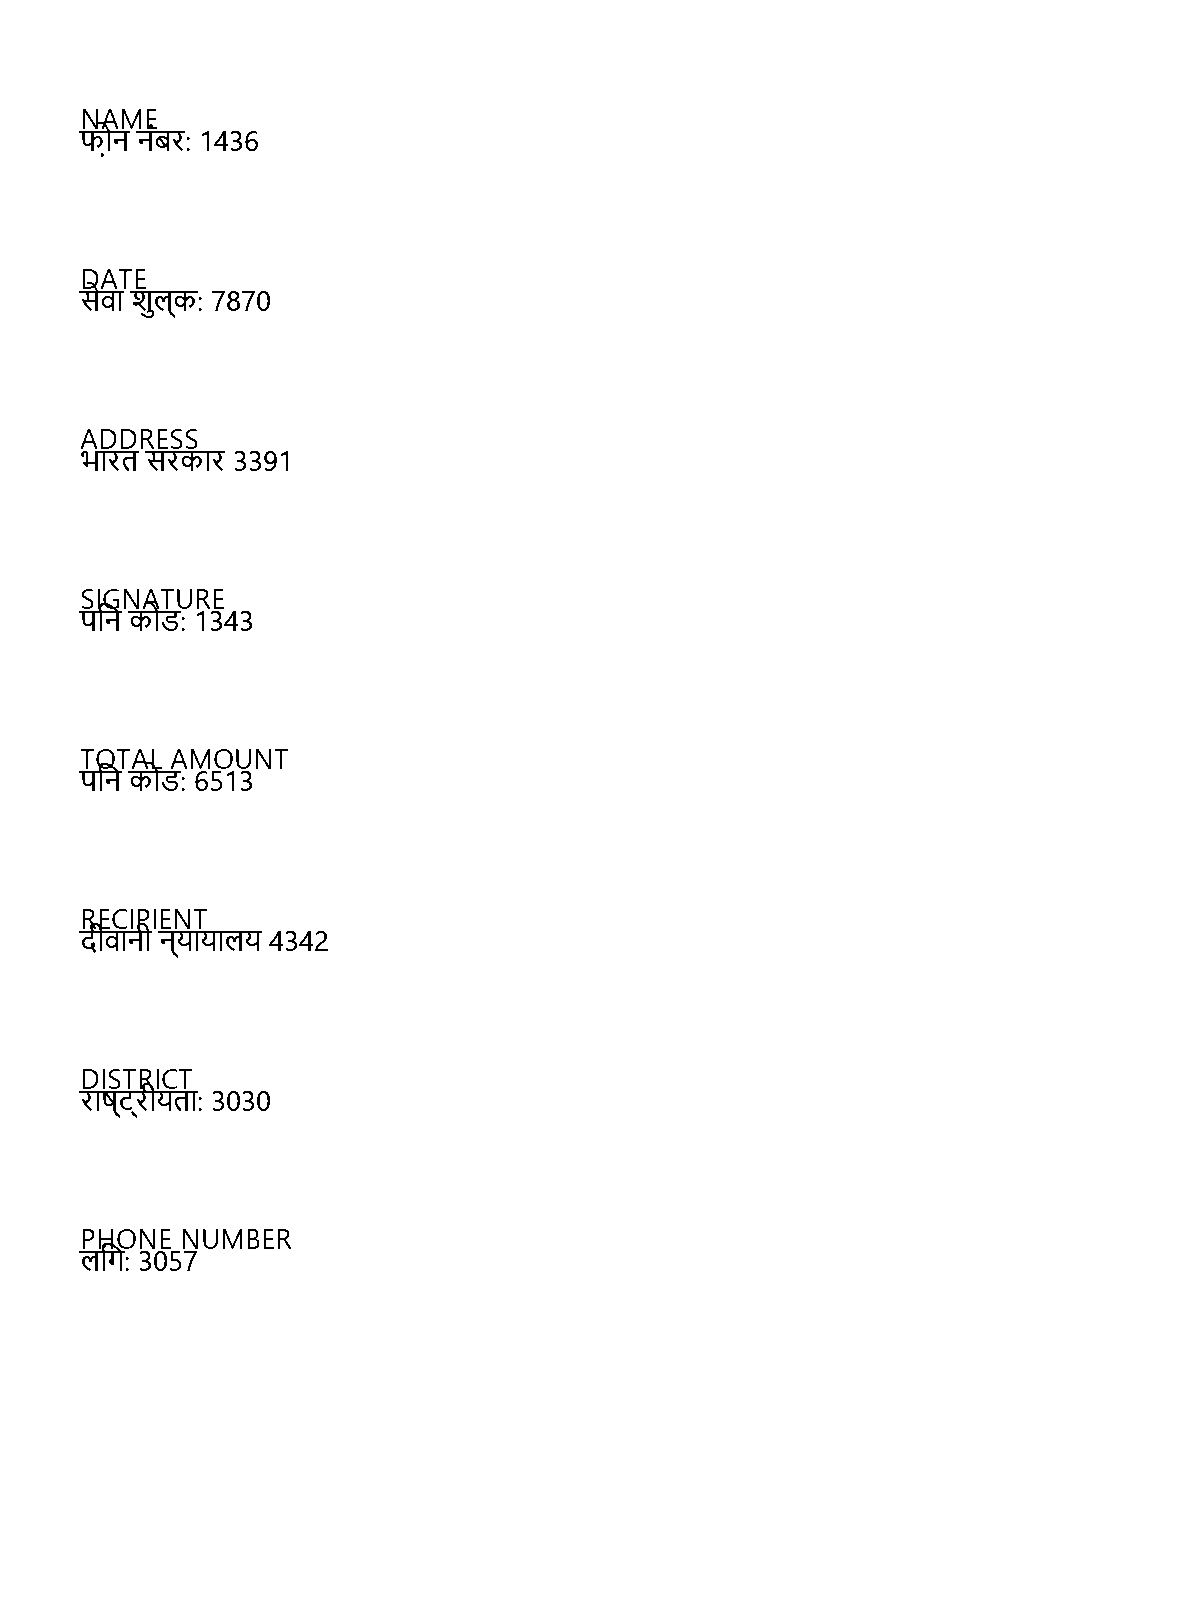 NAME
फ़ोन नंबर: 1436
DATE
सेवा शुल्क: 7870
ADDRESS
भारत सरकार 3391
SIGNATURE
पिन कोड: 1343
TOTAL AMOUNT
पिन कोड: 6513
RECIPIENT
दीवानी न्यायालय 4342
DISTRICT
राष्ट्रीयता: 3030
PHONE NUMBER
लिंग: 3057